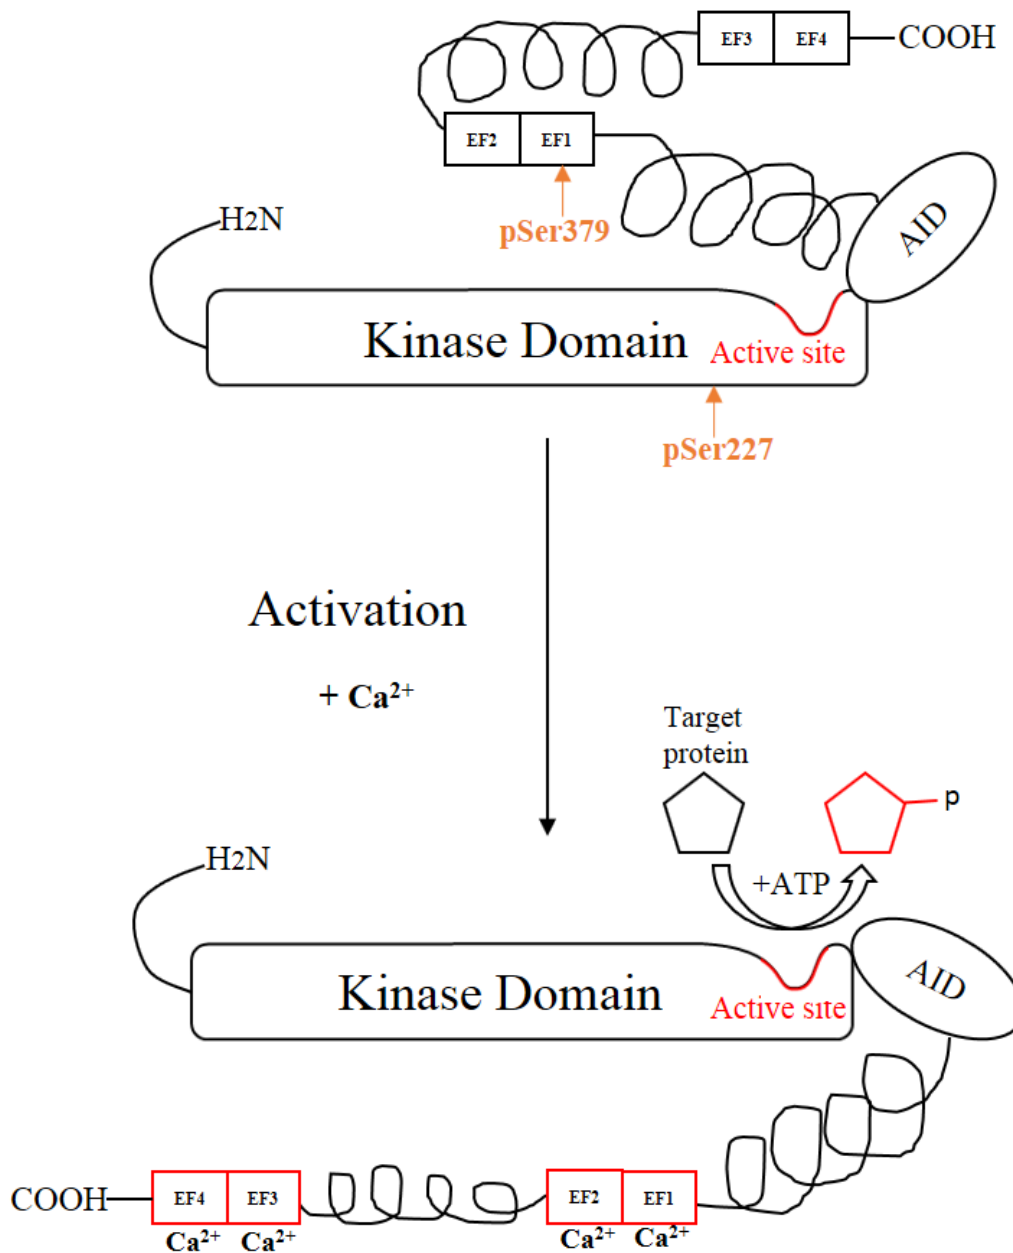 EF3 EF4 COOH
EF2 EF1
H2N
pSer379
AID
Kinase Domain
Active site
pSer227
Activation
+ Ca²⁺
Target
protein
p
+ATP
H2N
AID
Kinase Domain
Active site
COOH EF4 EF3 EF2 EF1
Ca²⁺ Ca²⁺ Ca²⁺ Ca²⁺